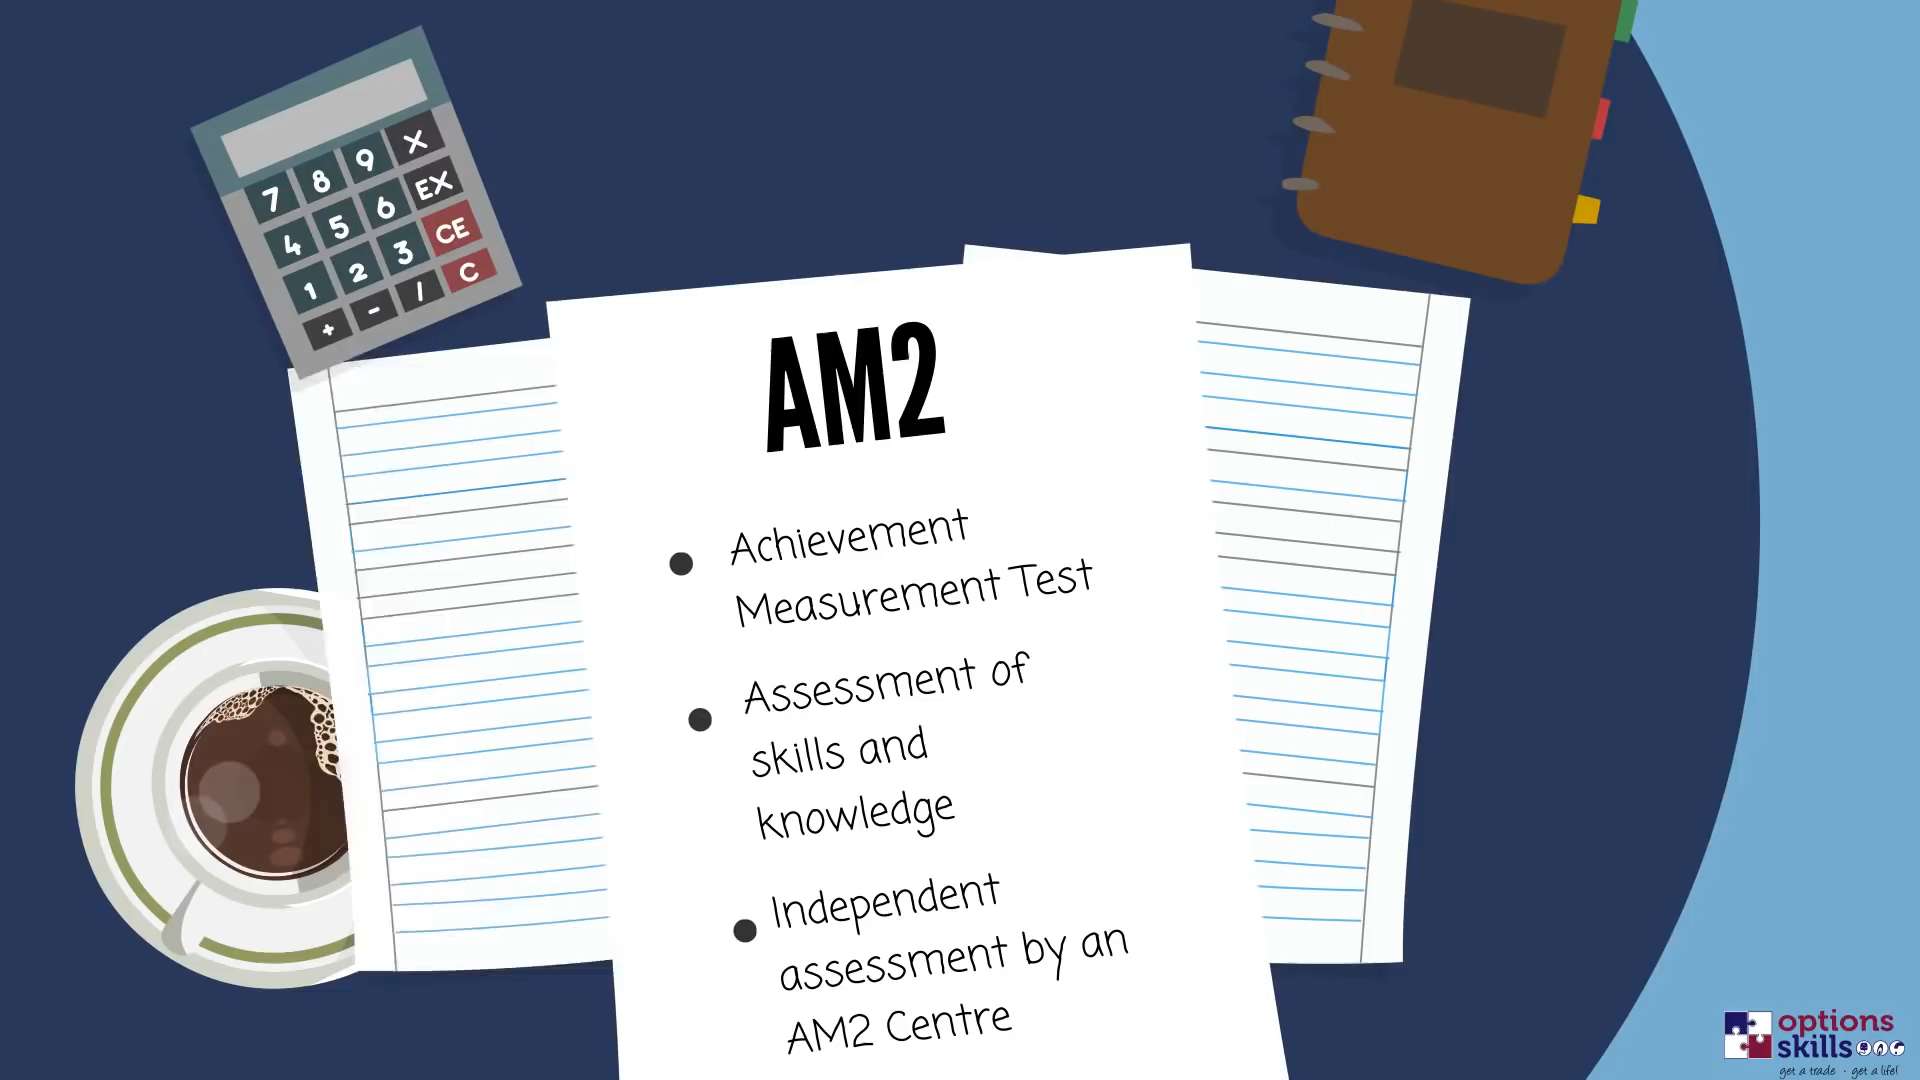 7 8 9 X
4 5 6 EX
1 2 3 CE
+ - / C
AM2
Achievement
Measurement Test
Assessment of
skills and
knowledge
Independent
assessment by an
AM2 Centre
options
skills
get a trade · get a life!